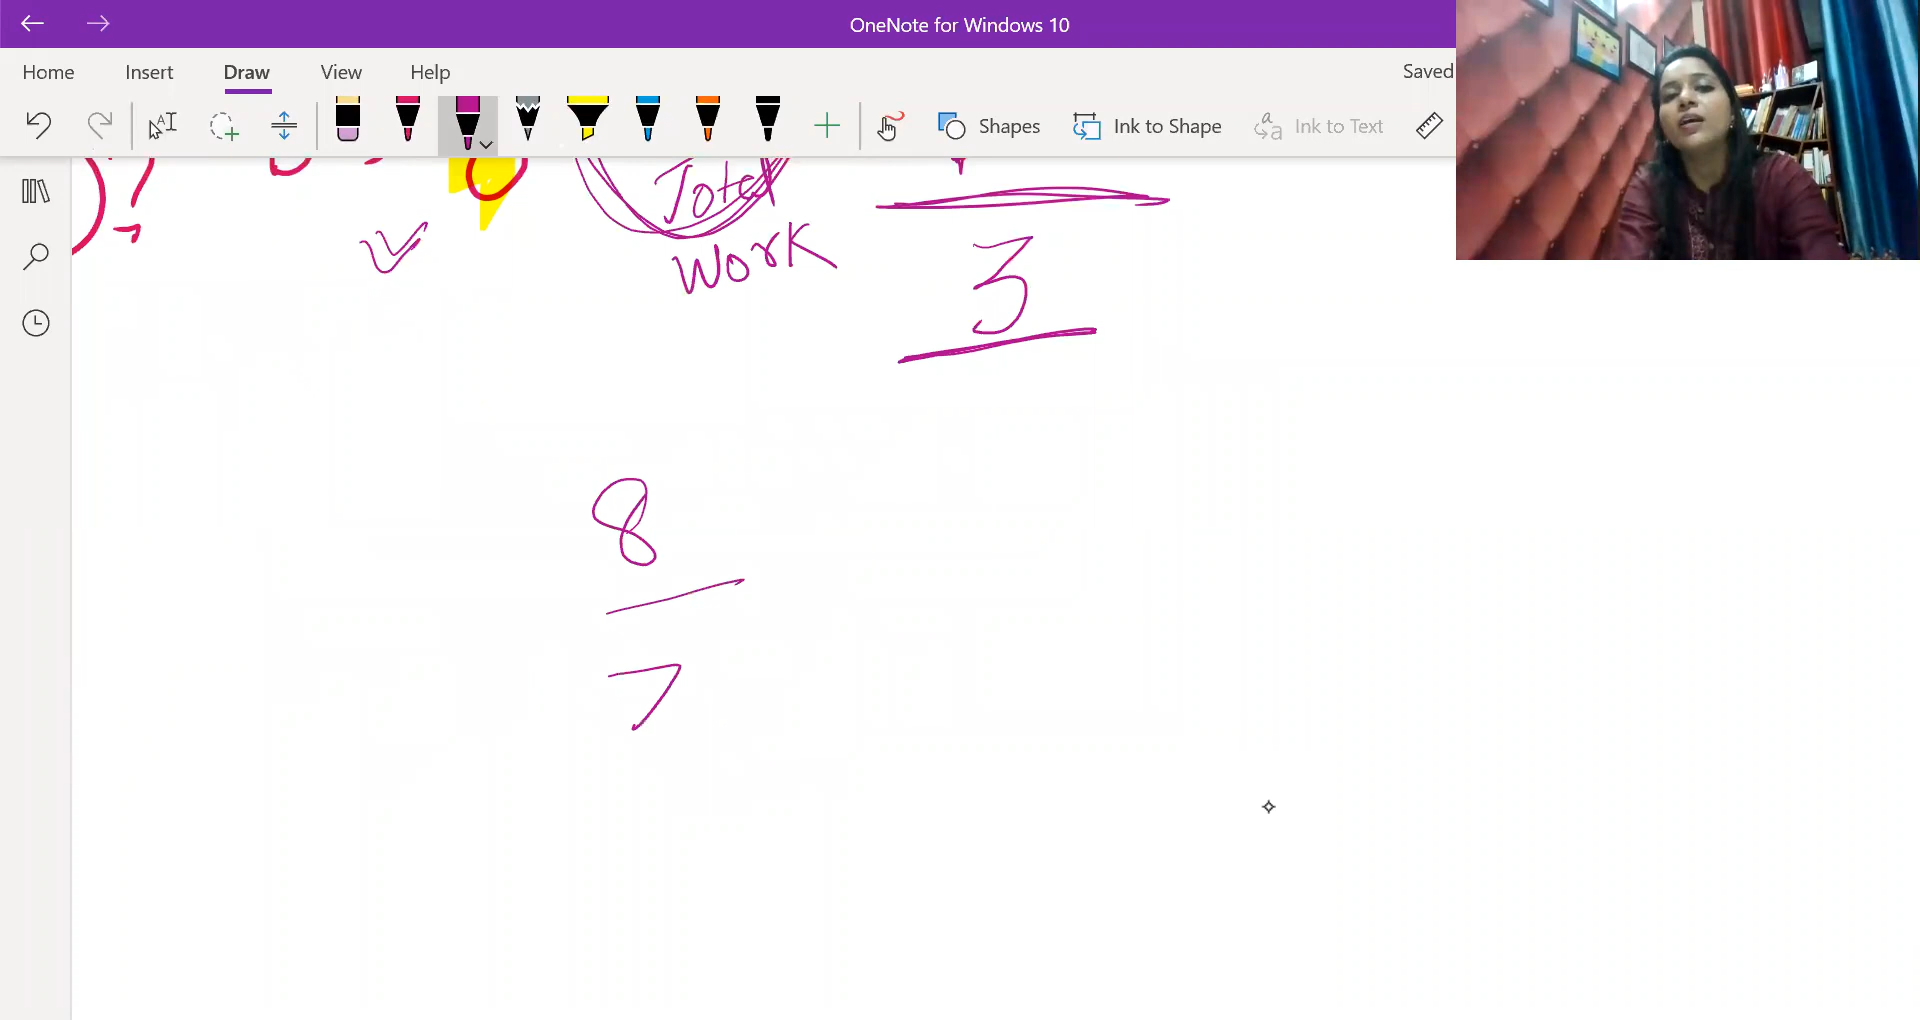 OneNote for Windows 10
Home Insert Draw View Help Saved
Shapes Ink to Shape Ink to Text
Total
Work
3
8
7